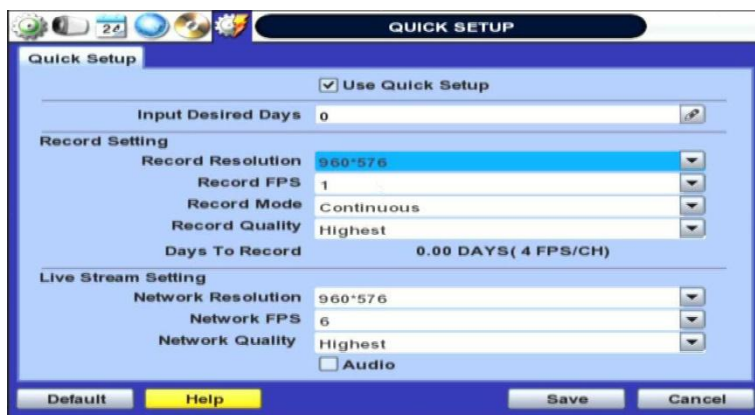 24
QUICK SETUP
Quick Setup
Use Quick Setup
Input Desired Days 0
Record Setting
Record Resolution 960*576
Record FPS 1
Record Mode Continuous
Record Quality Highest
Days To Record 0.00 DAYS( 4 FPS/CH)
Live Stream Setting
Network Resolution 960*576
Network FPS 6
Network Quality Highest
Audio
Default Help Save Cancel